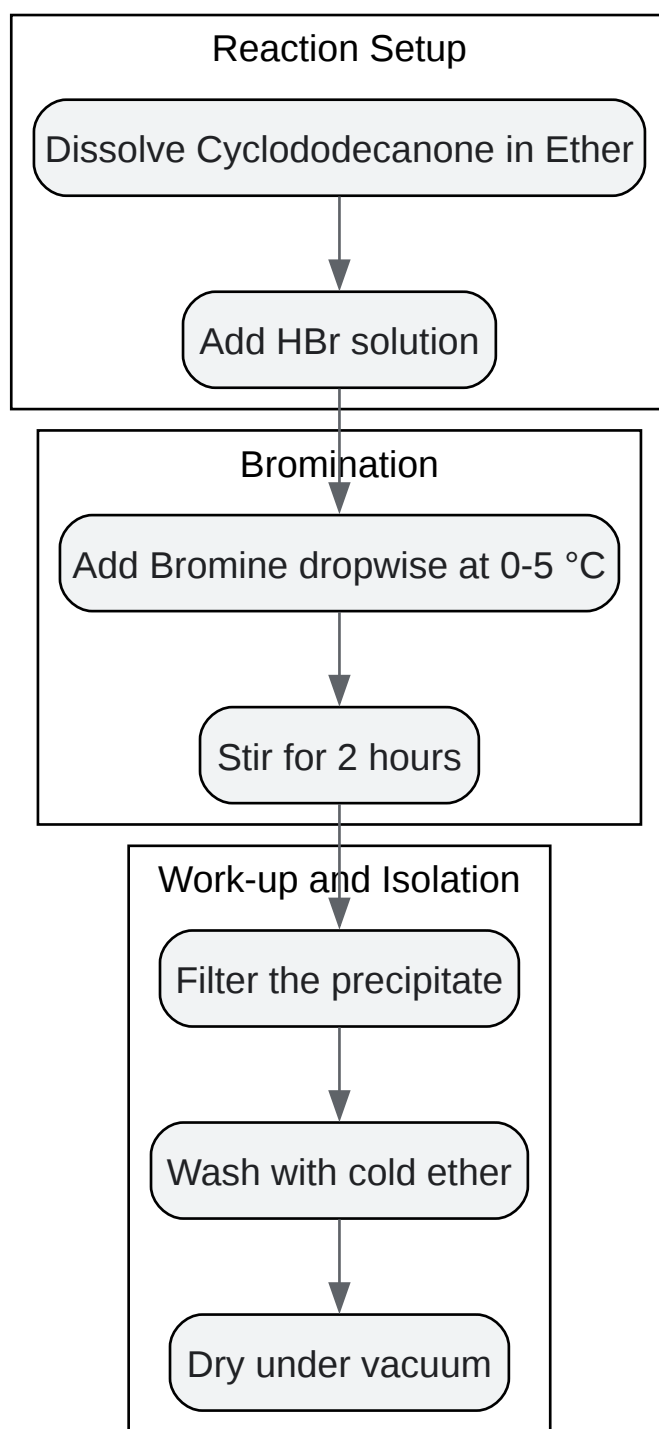 Reaction Setup
Dissolve Cyclododecanone in Ether
Add HBr solution
Bromination
Add Bromine dropwise at 0-5 °C
Stir for 2 hours
Work-up and Isolation
Filter the precipitate
Wash with cold ether
Dry under vacuum